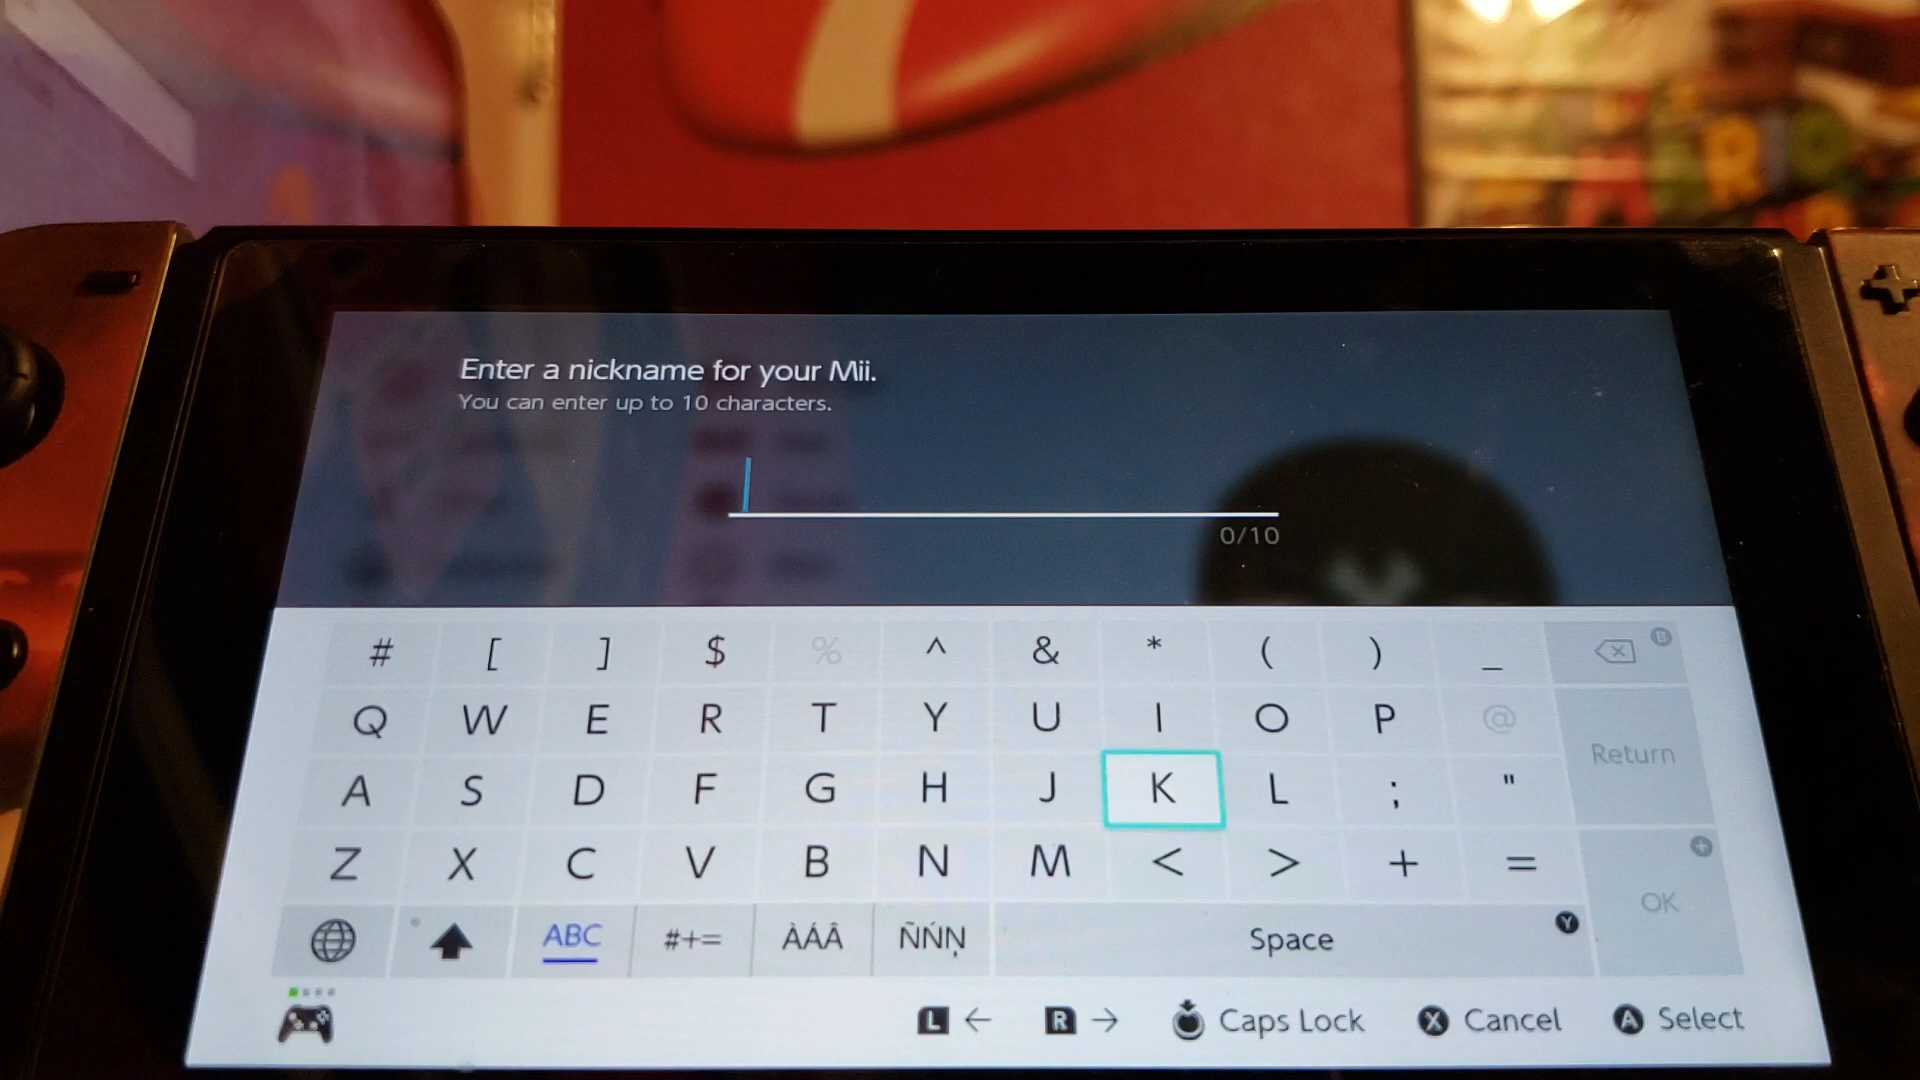 Enter a nickname for your Mii.
You can enter up to 10 characters.
0/10
# [ ] $ % ^ & * ( ) _ B
Q W E R T Y U I O P @
Return
A S D F G H J K L ; "
Z X C V B N M < > + =
OK
ABC #+= ÀÁÂ ÑŃŅ Space Y
L ← R → Caps Lock X Cancel A Select